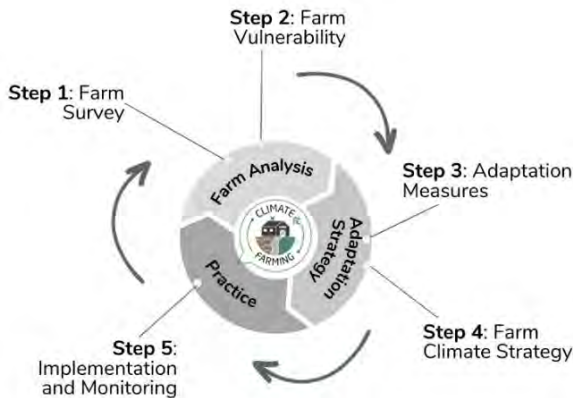 Step 2: Farm
Vulnerability
Step 1: Farm
Survey
Step 3: Adaptation
Measures
Farm Analysis
Adaptation
Strategy
Practice
CLIMATE
FARMING
Step 4: Farm
Climate Strategy
Step 5:
Implementation
and Monitoring